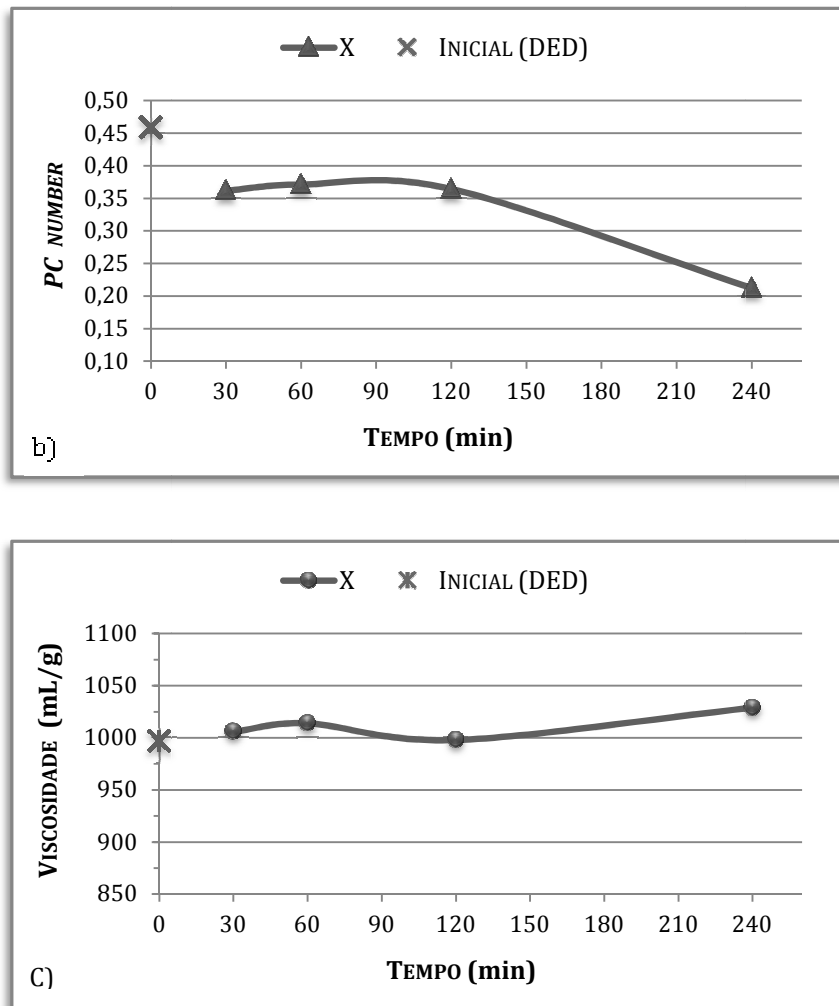 X INICIAL (DED)
0,50
0,45
0,40
0,35
0,30
0,25
0,20
0,15
0,10
PC NUMBER
0 30 60 90 120 150 180 210 240
TEMPO (min)
b)
X INICIAL (DED)
1100
1050
1000
950
900
850
VISCOSIDADE (mL/g)
0 30 60 90 120 150 180 210 240
TEMPO (min)
C)